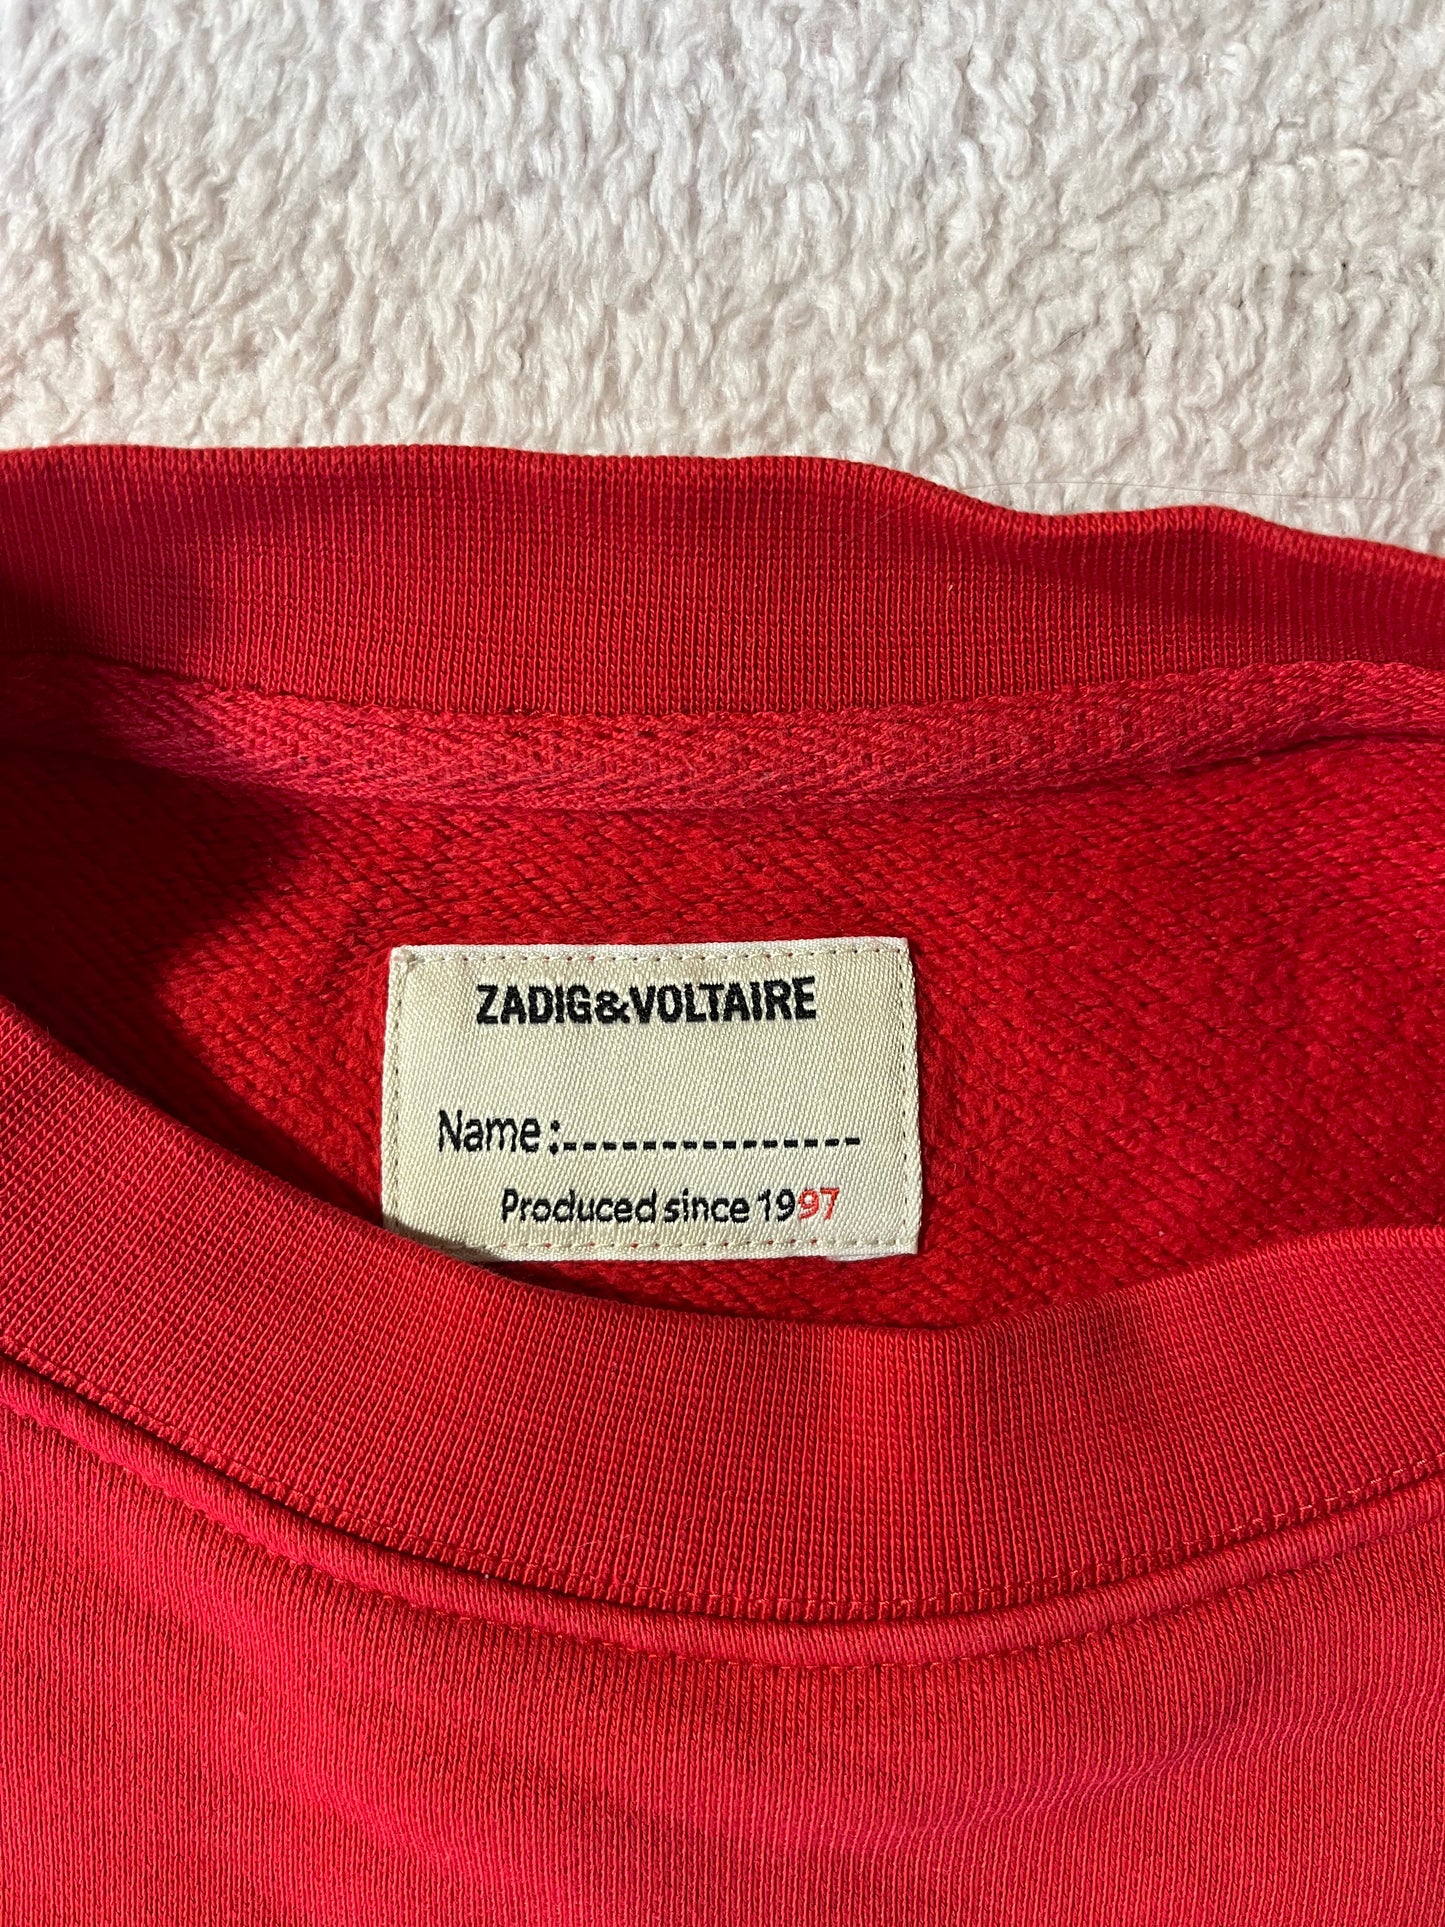 ZADIG&VOLTAIRE
Name:---------------
Produced since 1997